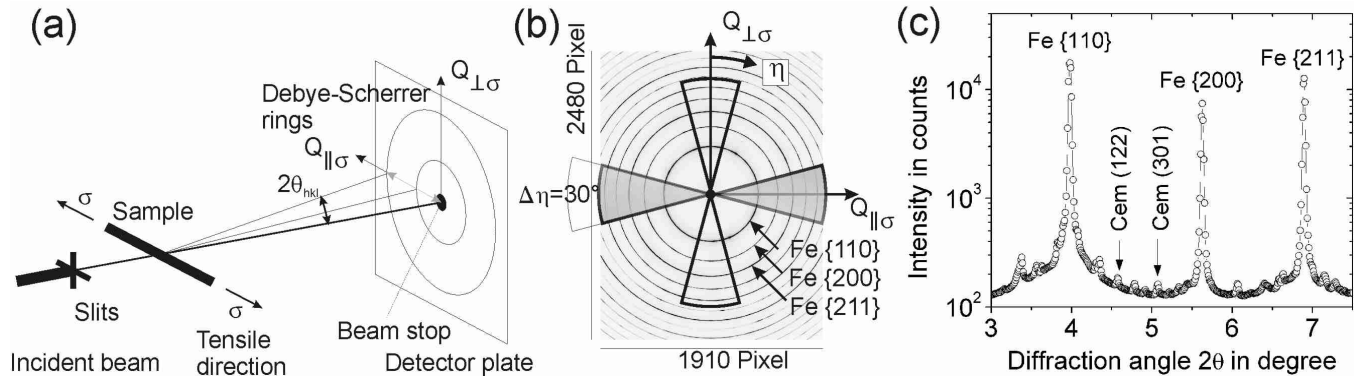 (a)
Q⊥σ
Debye-Scherrer
rings
Q∥σ
2θhkl
σ
Sample
σ
Slits
Tensile
direction
Beam stop
Incident beam
Detector plate
(b)
Q⊥σ
η
2480 Pixel
Δη=30°
Q∥σ
Fe {110}
Fe {200}
Fe {211}
1910 Pixel
(c)
Intensity in counts
10⁴
10³
10²
Fe {110}
Cem (122)
Cem (301)
Fe {200}
Fe {211}
3 4 5 6 7
Diffraction angle 2θ in degree